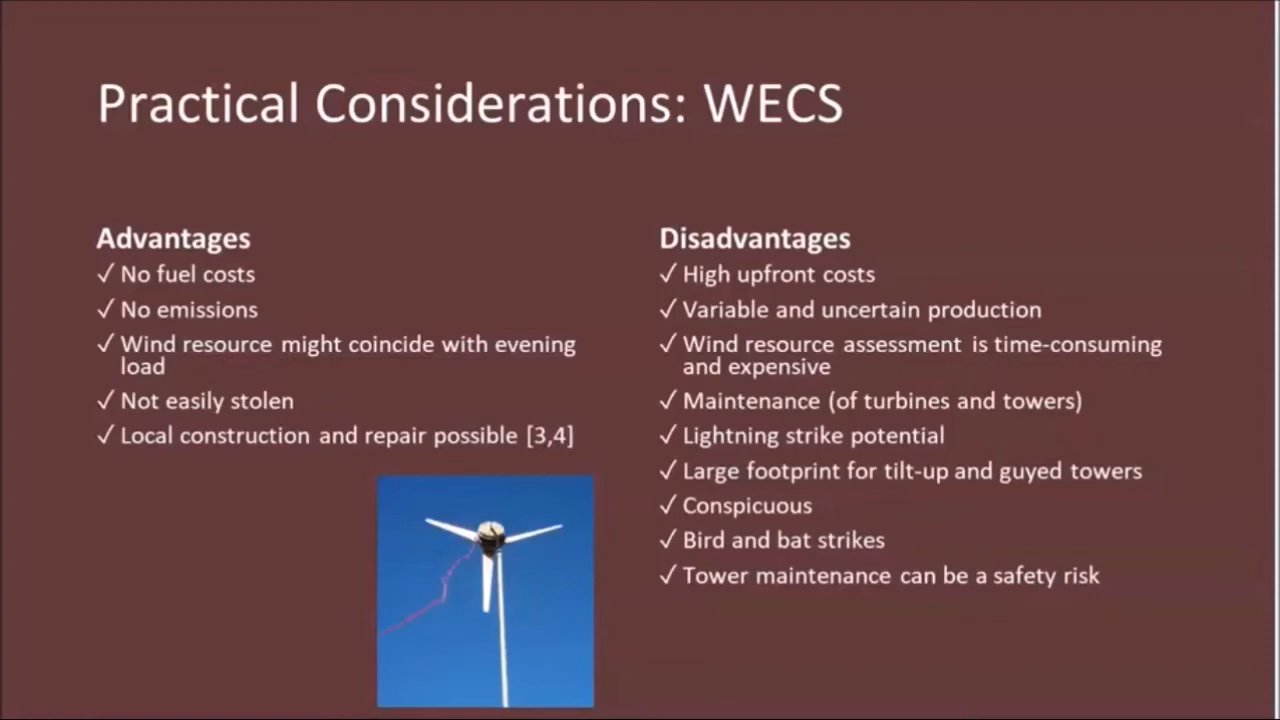 Practical Considerations: WECS
Advantages
✓ No fuel costs
✓ No emissions
✓ Wind resource might coincide with evening
load
✓ Not easily stolen
✓ Local construction and repair possible [3,4]
Disadvantages
✓ High upfront costs
✓ Variable and uncertain production
✓ Wind resource assessment is time-consuming
and expensive
✓ Maintenance (of turbines and towers)
✓ Lightning strike potential
✓ Large footprint for tilt-up and guyed towers
✓ Conspicuous
✓ Bird and bat strikes
✓ Tower maintenance can be a safety risk